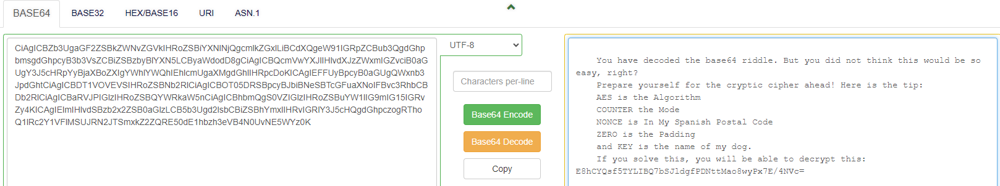 BASE64 BASE32 HEX/BASE16 URI ASN.1
CiAgICBZb3UgaGF2ZSBkZWNvZGVkIHRoZSBiYXNlNjQgcmlkZGxlLiBCdXQgeW91IGRpZCBub3QgdGhp
bmsgdGhpcyB3b3VsZCBiZSBzbyBlYXN5LCByaWdodD8gCiAgICBQcmVwYXJlIHlvdXJzZWxmIGZvciB0aG
UgY3J5cHRpYyBjaXBoZXIgYWhlYWQhIEhlcmUgaXMgdGhlIHRpcDoKICAgIEFFUyBpcyB0aGUgQWxnb3
JpdGhtCiAgICBDT1VOVEVSIHRoZSBNb2RlCiAgICBOT05DRSBpcyBJbiBNeSBTcGFuaXNoIFBvc3RhbCB
Db2RlCiAgICBaRVJPIGlzIHRoZSBQYWRkaW5nCiAgICBhbmQgS0VZIGlzIHRoZSBuYW1lIG9mIG15IGRv
Zy4KICAgIElmIHlvdSBzb2x2ZSB0aGlzLCB5b3Ugd2lsbCBiZSBhYmxlIHRvIGRlY3J5cHQgdGhpczogRTho
Q1lRc2Y1VFlMSUJRN2JTSmxkZ2ZQRE50dE1hbzh3eVB4N0UvNE5WYz0K
UTF-8
Characters per-line
Base64 Encode
Base64 Decode
Copy
You have decoded the base64 riddle. But you did not think this would be so
easy, right?
Prepare yourself for the cryptic cipher ahead! Here is the tip:
AES is the Algorithm
COUNTER the Mode
NONCE is In My Spanish Postal Code
ZERO is the Padding
and KEY is the name of my dog.
If you solve this, you will be able to decrypt this:
E8hCYQsf5TYLIBQ7bSJldgfPDNttMao8wyPx7E/4NVc=